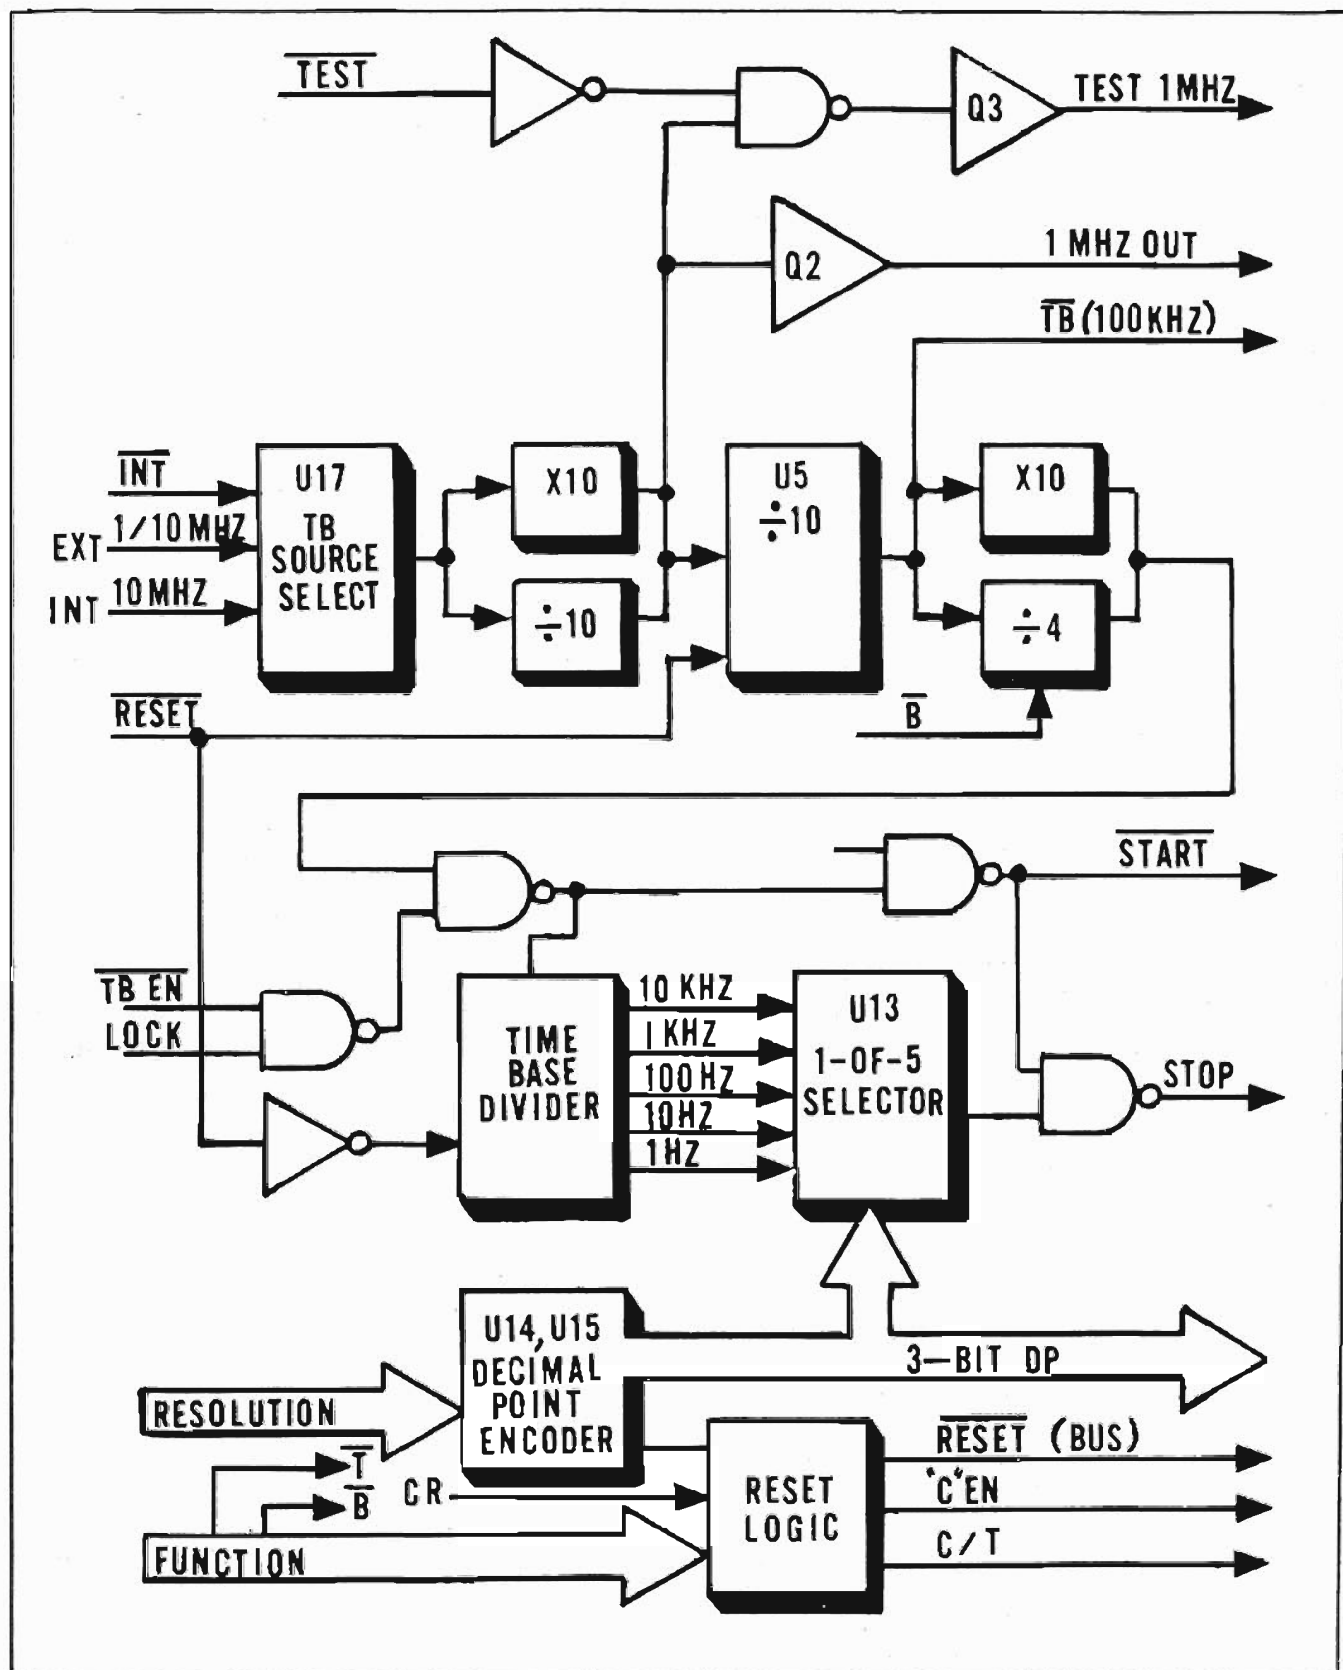 TEST
TEST 1MHZ
Q3
1 MHZ OUT
Q2
TB (100KHZ)
INT
EXT 1/10 MHZ
INT 10MHZ
U17
TB
SOURCE
SELECT
X10
÷10
U5
÷10
X10
÷4
RESET
B
START
TB EN
LOCK
TIME
BASE
DIVIDER
10 KHZ
1 KHZ
100HZ
10HZ
1HZ
U13
1-OF-5
SELECTOR
STOP
U14, U15
DECIMAL
POINT
ENCODER
3-BIT DP
RESOLUTION
T
B
CR
FUNCTION
RESET
LOGIC
RESET (BUS)
"C"EN
C/T